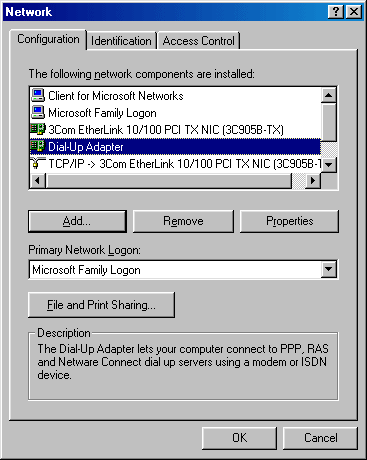 Network
Configuration Identification Access Control
The following network components are installed:
Client for Microsoft Networks
Microsoft Family Logon
3Com EtherLink 10/100 PCI TX NIC (3C905B-TX)
Dial-Up Adapter
TCP/IP -> 3Com EtherLink 10/100 PCI TX NIC (3C905B-T
Add... Remove Properties
Primary Network Logon:
Microsoft Family Logon
File and Print Sharing...
Description
The Dial-Up Adapter lets your computer connect to PPP, RAS
and Netware Connect dial up servers using a modem or ISDN
device.
OK Cancel